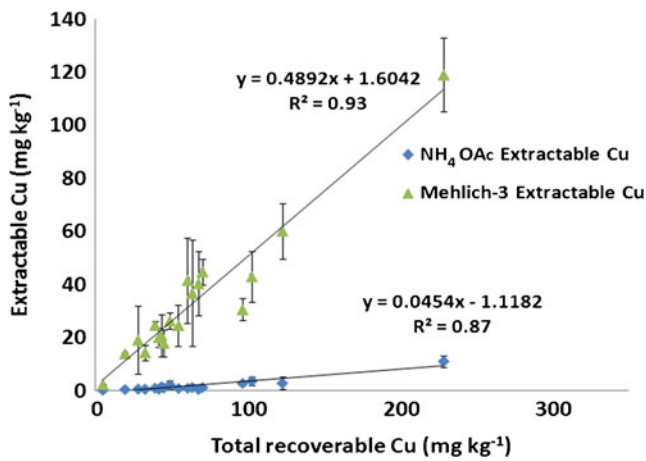 140
120
100
80
60
40
20
0
Extractable Cu (mg kg⁻¹)
y = 0.4892x + 1.6042
R² = 0.93
NH₄ OAc Extractable Cu
Mehlich-3 Extractable Cu
y = 0.0454x - 1.1182
R² = 0.87
0 100 200 300
Total recoverable Cu (mg kg⁻¹)